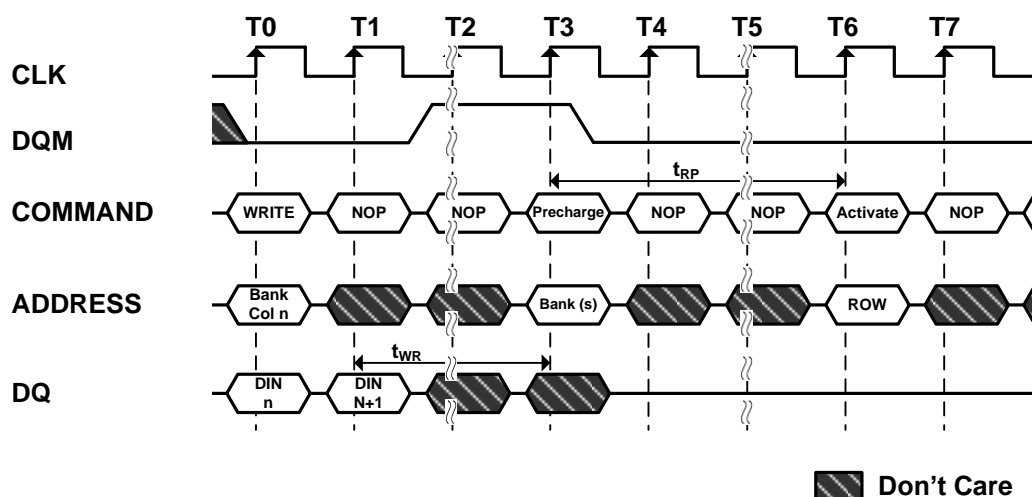 T0 T1 T2 T3 T4 T5 T6 T7
CLK
DQM
tRP
COMMAND WRITE NOP NOP Precharge NOP NOP Activate NOP
ADDRESS Bank Col n Bank (s) ROW
tWR
DQ DIN n DIN N+1
Don't Care